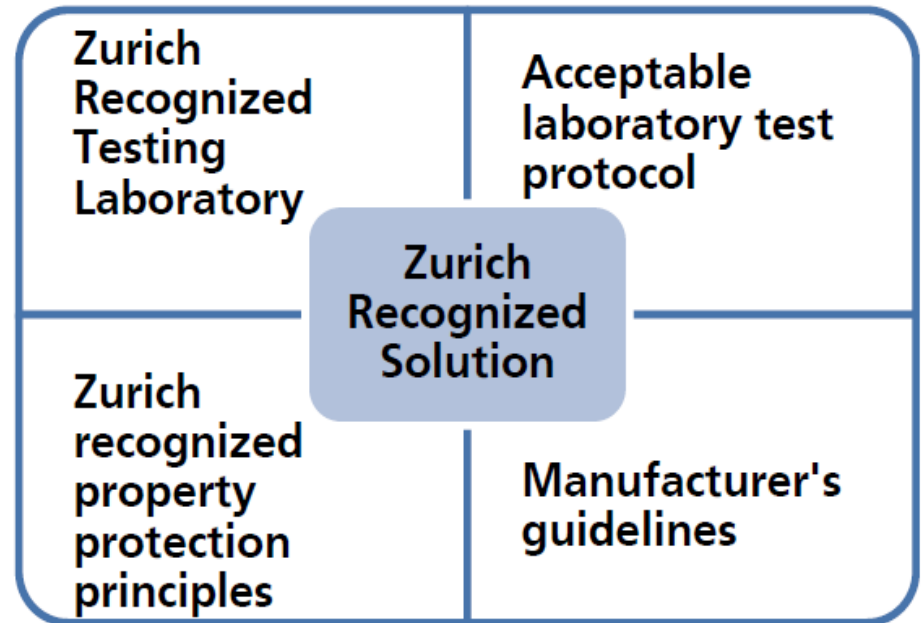 Zurich
Recognized
Testing
Laboratory
Acceptable
laboratory test
protocol
Zurich
Recognized
Solution
Zurich
recognized
property
protection
principles
Manufacturer's
guidelines